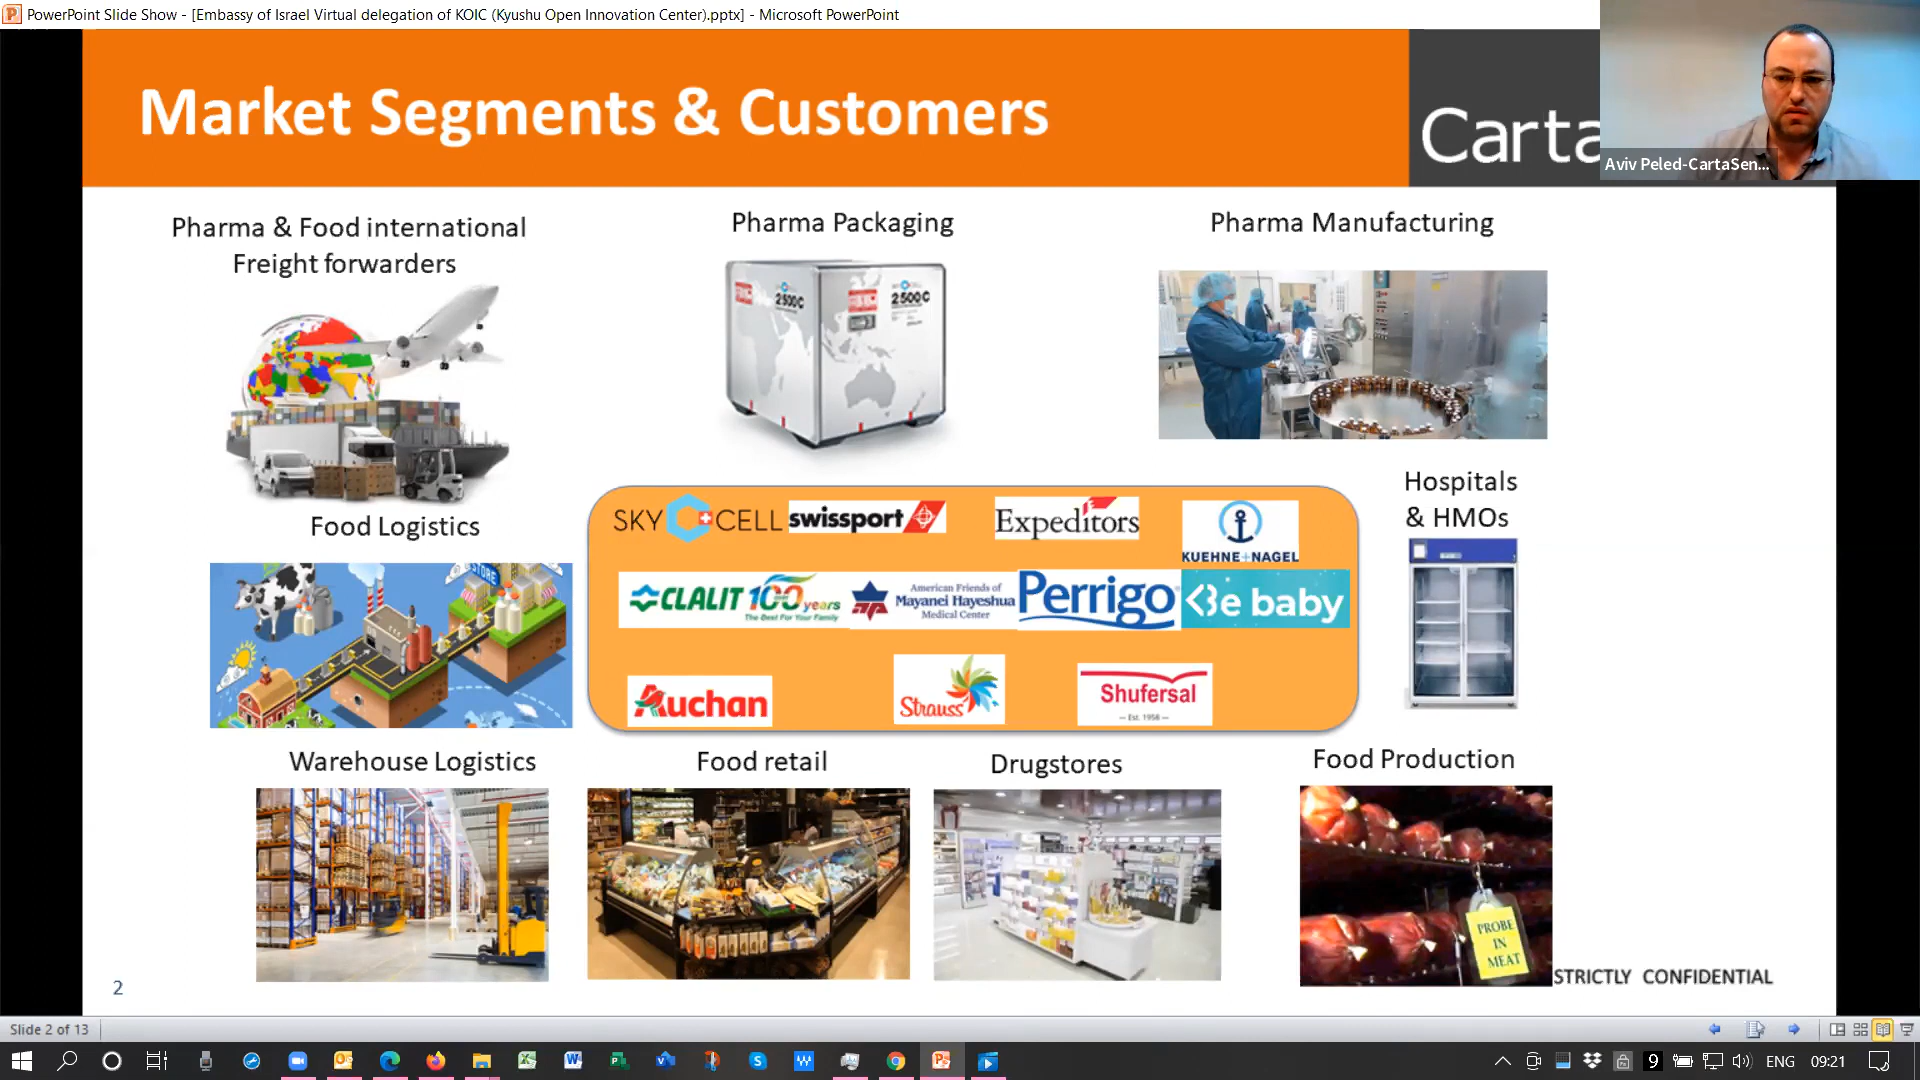 PowerPoint Slide Show - [Embassy of Israel Virtual delegation of KOIC (Kyushu Open Innovation Center).pptx] - Microsoft PowerPoint
Market Segments & Customers
Carta
Aviv Peled-CartaSen...
Pharma & Food international
Freight forwarders
Pharma Packaging
Pharma Manufacturing
2500C
2500C
Hospitals
& HMOs
Food Logistics
STORE
SKYCELL
swissport
Expeditors
KUEHNE+NAGEL
CLALIT 100 years
The Best For Your Family
American Friends of
Mayanei Hayeshua
Medical Center
Perrigo
Be baby
Auchan
Strauss
Shufersal
— Est. 1958 —
Warehouse Logistics
Food retail
Drugstores
Food Production
PROBE
IN
MEAT
2
STRICTLY CONFIDENTIAL
Slide 2 of 13
9
ENG
09:21